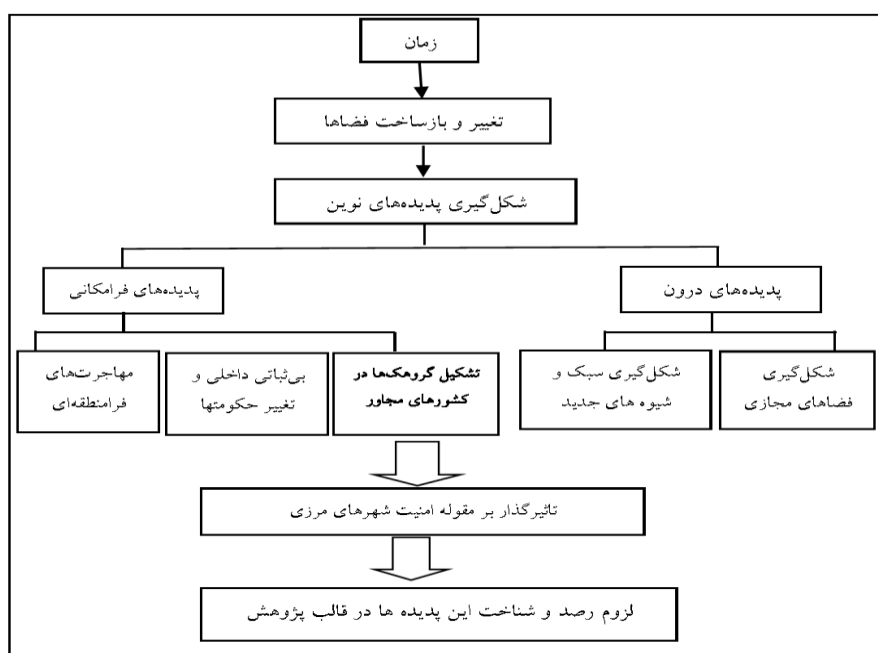 زمان
تغییر و بازساخت فضاها
شکل‌گیری پدیده‌های نوین
پدیده‌های درون
پدیده‌های فرامکانی
شکل‌گیری
فضاهای مجازی
شکل‌گیری سبک و
شیوه های جدید
تشکیل گروهک‌ها در
کشورهای مجاور
بی‌ثباتی داخلی و
تغییر حکومتها
مهاجرت‌های
فرامنطقه‌ای
تاثیرگذار بر مقوله امنیت شهرهای مرزی
لزوم رصد و شناخت این پدیده ها در قالب پژوهش